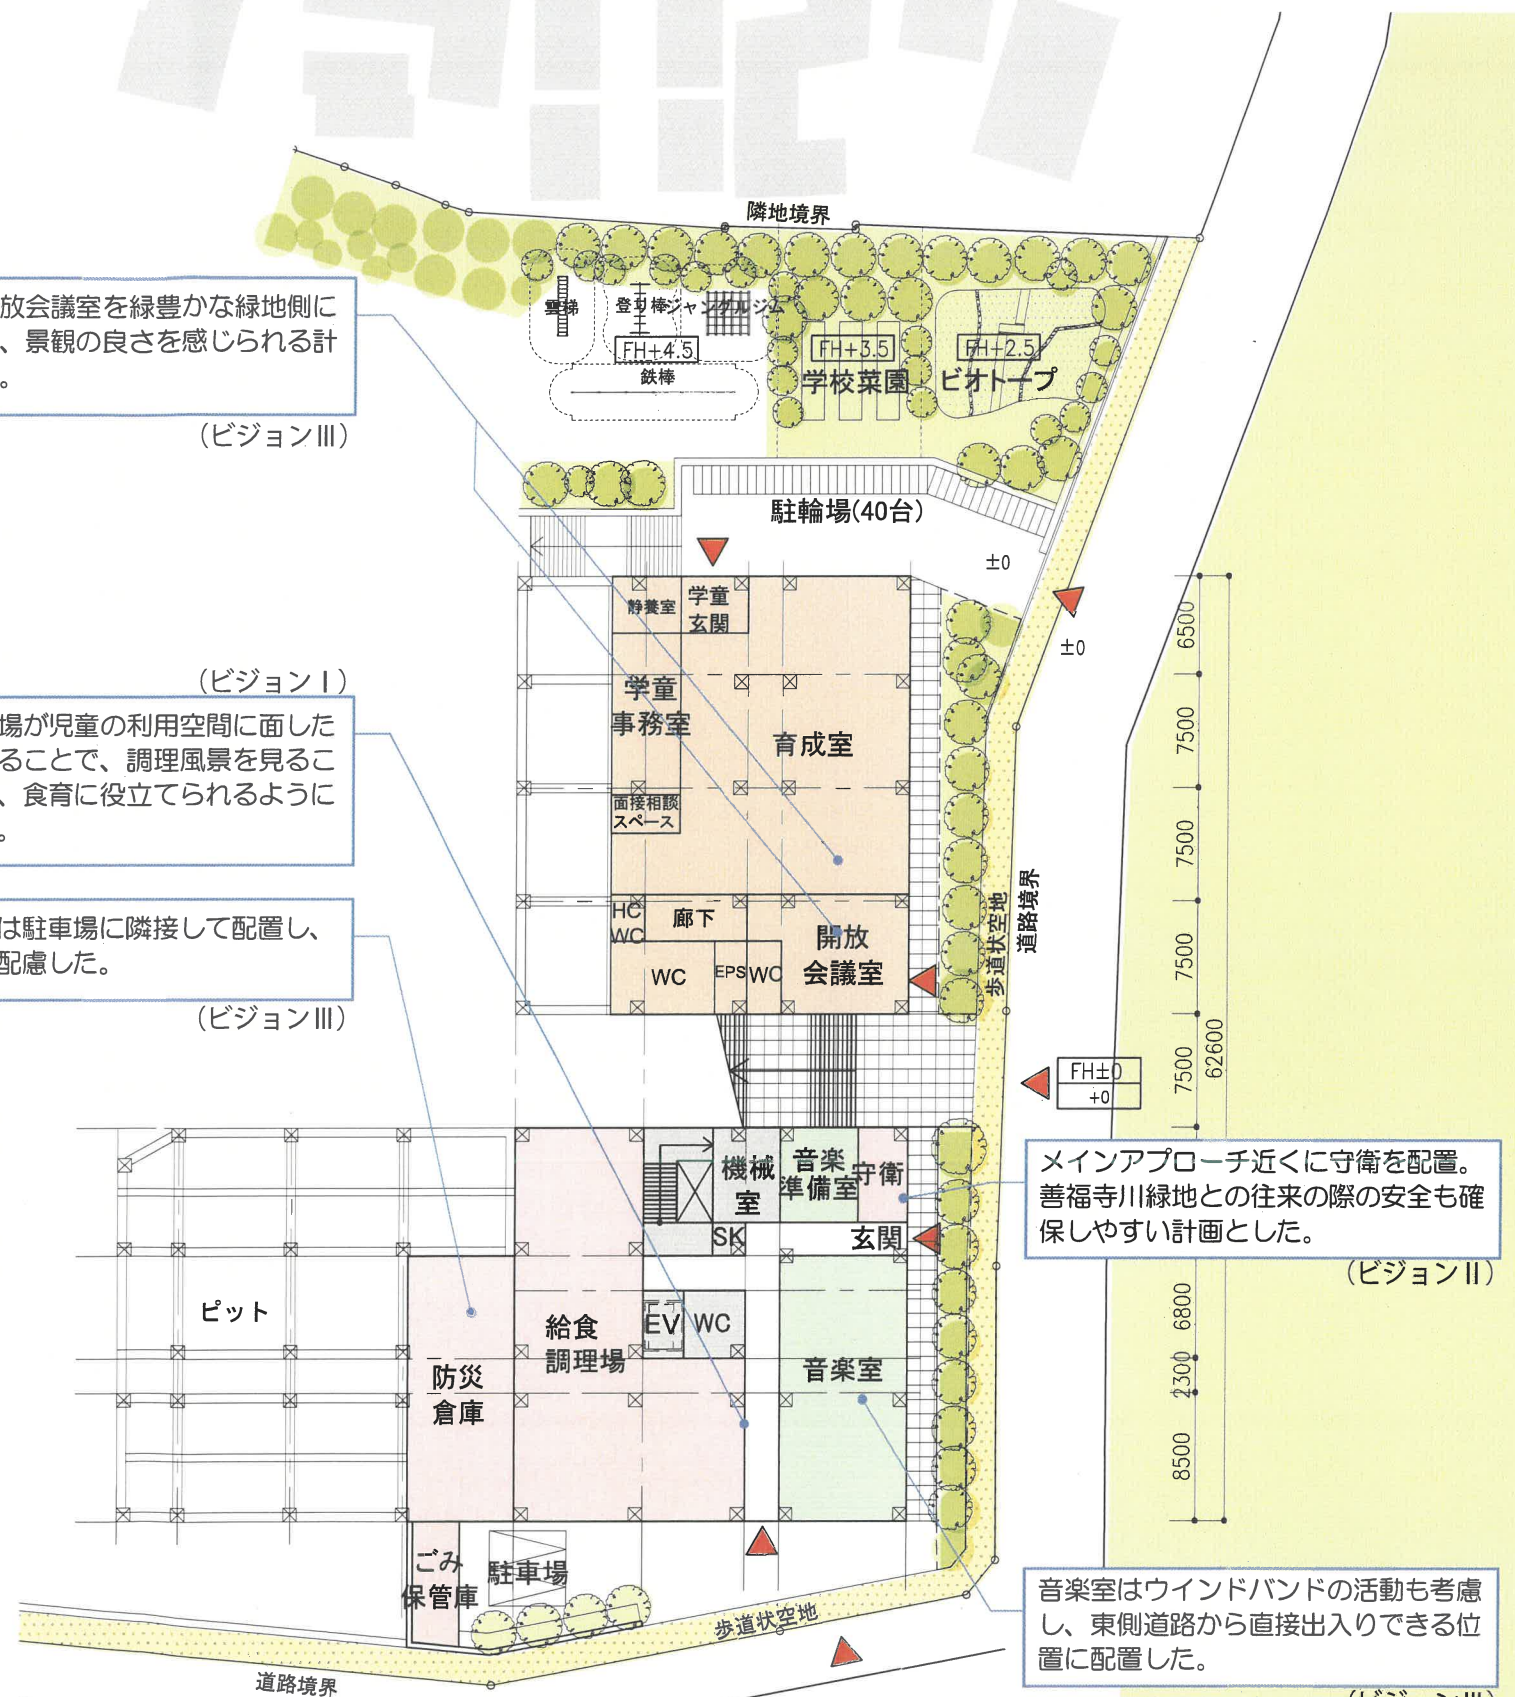 隣地境界
放会議室を緑豊かな緑地側に
、景観の良さを感じられる計
。
(ビジョンⅢ)
雲梯
登り棒
ジャングルジム
FH+4.5
鉄棒
FH+3.5
学校菜園
FH+2.5
ビオトープ
駐輪場(40台)
±0
±0
静養室
学童
玄関
学童
事務室
育成室
面接相談
スペース
(ビジョンⅠ)
場が児童の利用空間に面した
ることで、調理風景を見るこ
、食育に役立てられるように
。
は駐車場に隣接して配置し、
配慮した。
(ビジョンⅢ)
HC
WC
廊下
WC
EPS
WC
開放
会議室
歩道状空地
道路境界
6500
7500
7500
7500
7500
62600
6800
2300
8500
FH±0
+0
機械
室
音楽
準備室
守衛
SK
玄関
メインアプローチ近くに守衛を配置。
善福寺川緑地との往来の際の安全も確
保しやすい計画とした。
(ビジョンⅡ)
ピット
防災
倉庫
給食
調理場
EV
WC
音楽室
ごみ
保管庫
駐車場
歩道状空地
道路境界
音楽室はウインドバンドの活動も考慮
し、東側道路から直接出入りできる位
置に配置した。
(ビジョンⅢ)